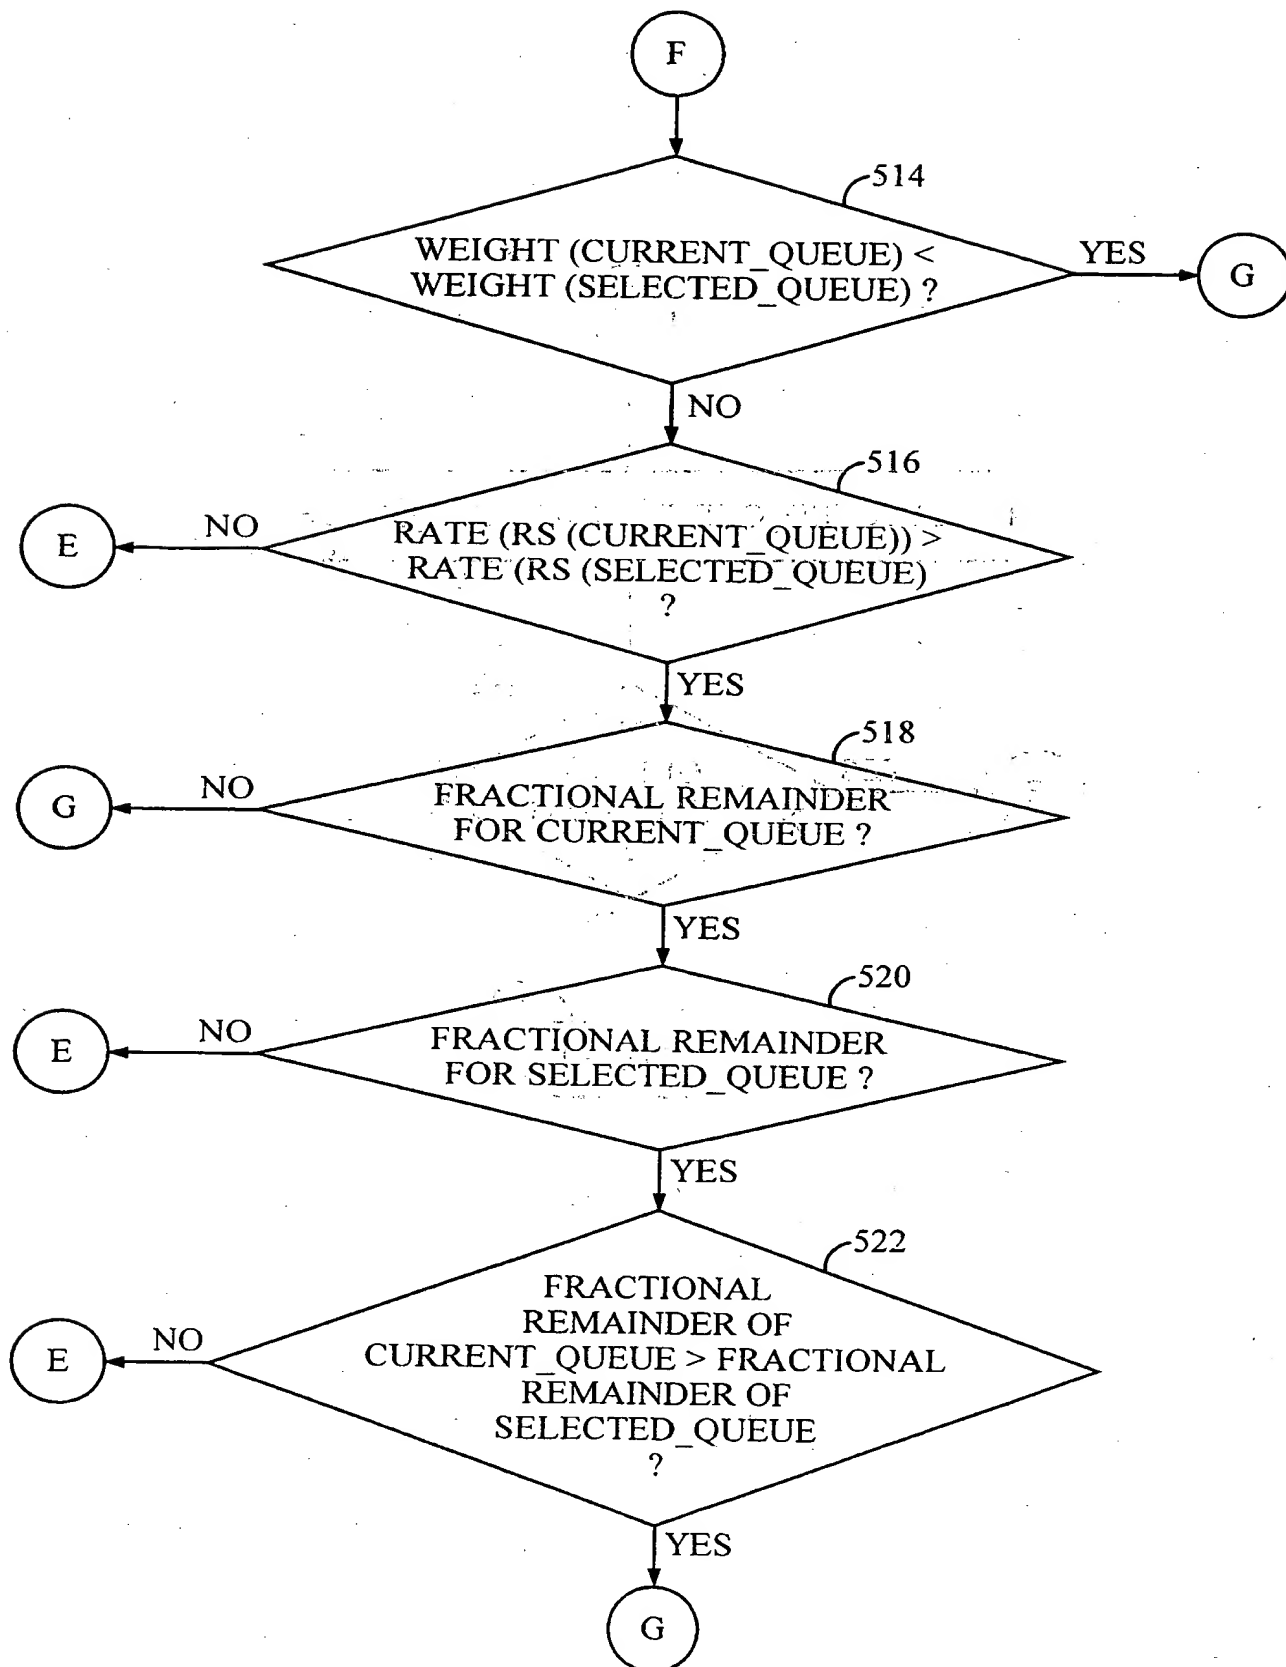 F
514
WEIGHT (CURRENT_QUEUE) <
WEIGHT (SELECTED_QUEUE) ?
YES
G
NO
516
E
NO
RATE (RS (CURRENT_QUEUE)) >
RATE (RS (SELECTED_QUEUE)
?
YES
518
G
NO
FRACTIONAL REMAINDER
FOR CURRENT_QUEUE ?
YES
520
E
NO
FRACTIONAL REMAINDER
FOR SELECTED_QUEUE ?
YES
522
E
NO
FRACTIONAL
REMAINDER OF
CURRENT_QUEUE > FRACTIONAL
REMAINDER OF
SELECTED_QUEUE
?
YES
G